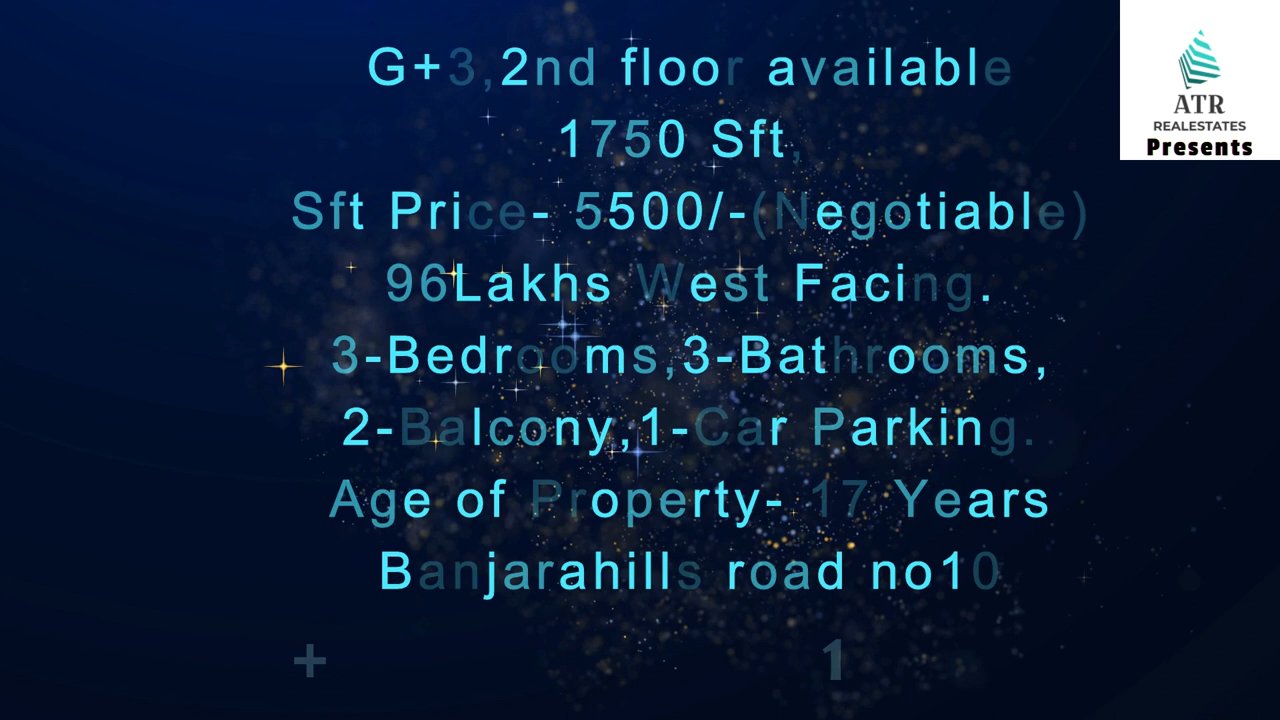 G+3,2nd floor available
1750 Sft,
Sft Price- 5500/-(Negotiable)
96Lakhs West Facing.
3-Bedrooms,3-Bathrooms,
2-Balcony,1-Car Parking.
Age of Property- 17 Years
Banjarahills road no10
+ 1
ATR
REALESTATES
Presents